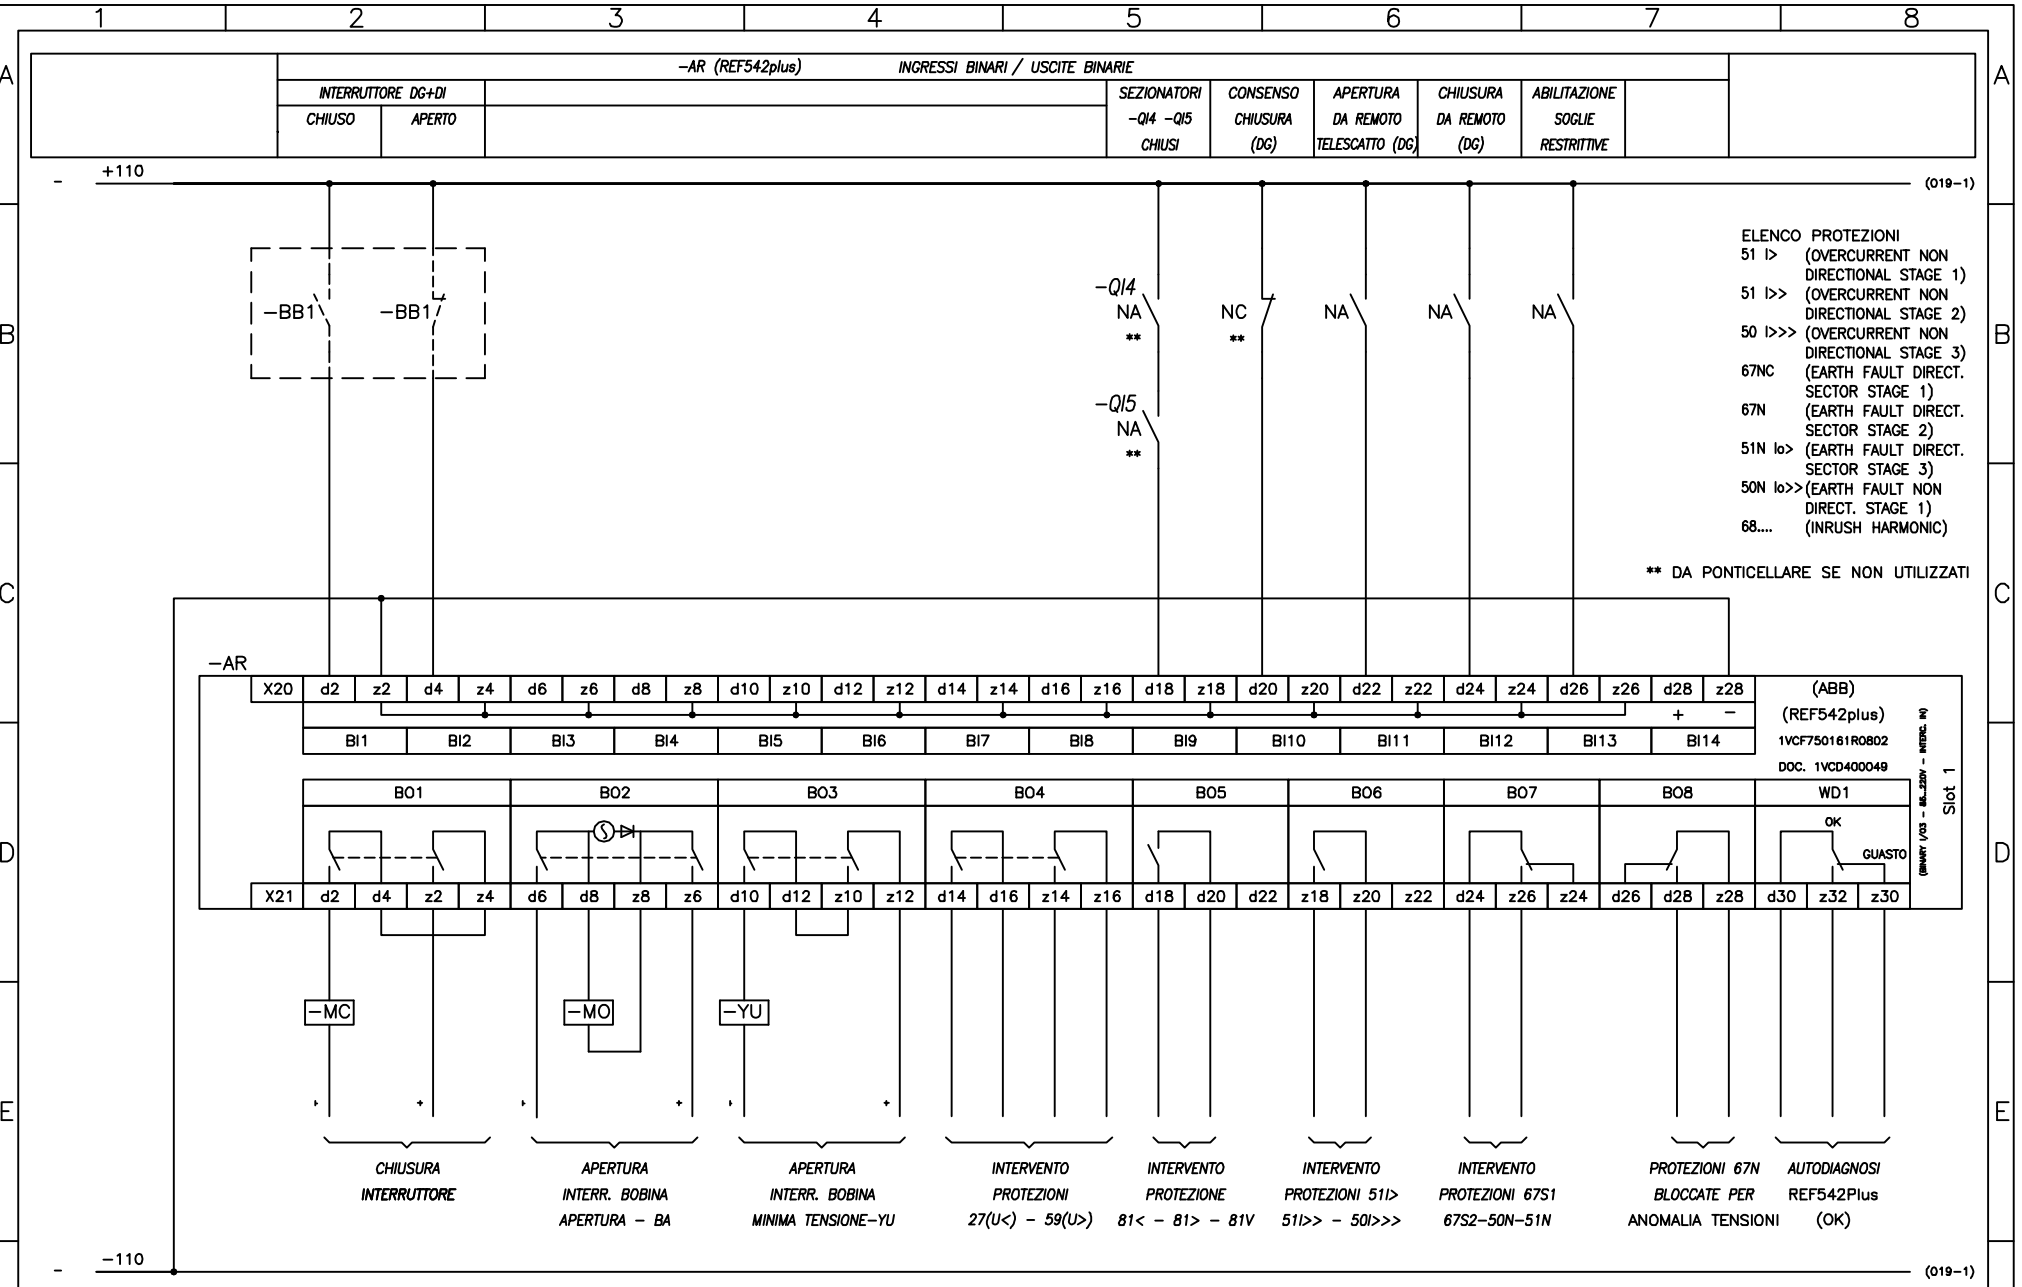 1 2 3 4 5 6 7 8
A A
-AR (REF542plus) INGRESSI BINARI / USCITE BINARIE
INTERRUTTORE DG+DI
CHIUSO APERTO
SEZIONATORI
-QI4 -QI5
CHIUSI
CONSENSO
CHIUSURA
(DG)
APERTURA
DA REMOTO
TELESCATTO (DG)
CHIUSURA
DA REMOTO
(DG)
ABILITAZIONE
SOGLIE
RESTRITTIVE
- +110 (019-1)
B B
-BB1 -BB1
-QI4
NA
**
-QI5
NA
**
NC
**
NA NA NA
ELENCO PROTEZIONI
51 I> (OVERCURRENT NON
DIRECTIONAL STAGE 1)
51 I>> (OVERCURRENT NON
DIRECTIONAL STAGE 2)
50 I>>> (OVERCURRENT NON
DIRECTIONAL STAGE 3)
67NC (EARTH FAULT DIRECT.
SECTOR STAGE 1)
67N (EARTH FAULT DIRECT.
SECTOR STAGE 2)
51N Io> (EARTH FAULT DIRECT.
SECTOR STAGE 3)
50N Io>> (EARTH FAULT NON
DIRECT. STAGE 1)
68.... (INRUSH HARMONIC)
** DA PONTICELLARE SE NON UTILIZZATI
C C
-AR
X20 d2 z2 d4 z4 d6 z6 d8 z8 d10 z10 d12 z12 d14 z14 d16 z16 d18 z18 d20 z20 d22 z22 d24 z24 d26 z26 d28 z28
+ -
BI1 BI2 BI3 BI4 BI5 BI6 BI7 BI8 BI9 BI10 BI11 BI12 BI13 BI14
(ABB)
(REF542plus)
1VCF750161R0802
DOC. 1VCD400049
(BINARY I/O3 - 85...220V - INTERC. IN)
Slot 1
BO1 BO2 BO3 BO4 BO5 BO6 BO7 BO8 WD1
OK
GUASTO
D D
X21 d2 d4 z2 z4 d6 d8 z8 z6 d10 d12 z10 z12 d14 d16 z14 z16 d18 d20 d22 z18 z20 z22 d24 z26 z24 d26 d28 z28 d30 z32 z30
-MC -MO -YU
- + - + - +
E E
CHIUSURA
INTERRUTTORE
APERTURA
INTERR. BOBINA
APERTURA - BA
APERTURA
INTERR. BOBINA
MINIMA TENSIONE-YU
INTERVENTO
PROTEZIONI
27(U<) - 59(U>)
INTERVENTO
PROTEZIONE
81< - 81> - 81V
INTERVENTO
PROTEZIONI 51I>
51I>> - 50I>>>
INTERVENTO
PROTEZIONI 67S1
67S2-50N-51N
PROTEZIONI 67N
BLOCCATE PER
ANOMALIA TENSIONI
AUTODIAGNOSI
REF542Plus
(OK)
- -110 (019-1)